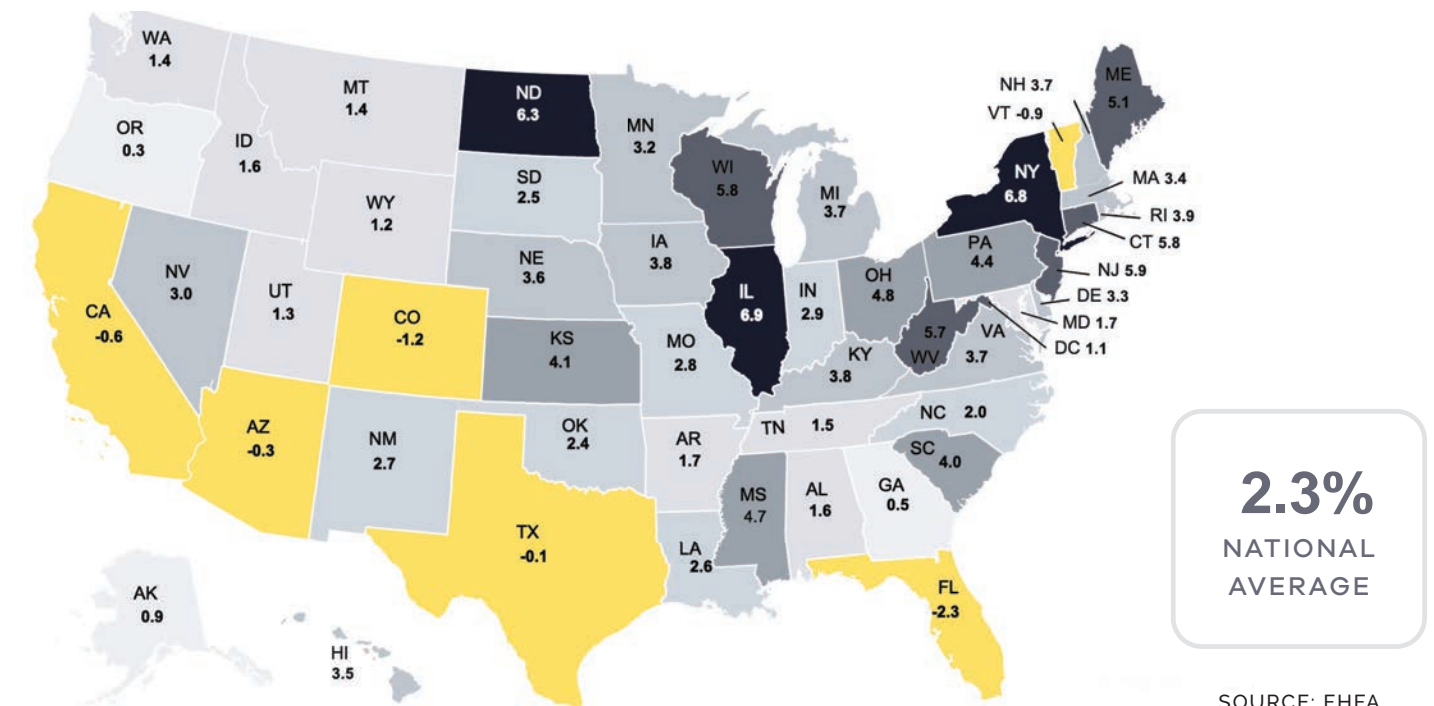 WA
1.4
MT
1.4
ND
6.3
MN
3.2
OR
0.3
ID
1.6
SD
2.5
WI
5.8
MI
3.7
NY
6.8
NH 3.7
VT -0.9
ME
5.1
MA 3.4
RI 3.9
CT 5.8
NJ 5.9
DE 3.3
MD 1.7
DC 1.1
WY
1.2
NE
3.6
IA
3.8
PA
4.4
OH
4.8
NV
3.0
UT
1.3
CA
-0.6
CO
-1.2
KS
4.1
MO
2.8
IL
6.9
IN
2.9
5.7
WV
VA
3.7
KY
3.8
AZ
-0.3
NM
2.7
OK
2.4
AR
1.7
TN 1.5
NC 2.0
SC
4.0
MS
4.7
AL
1.6
GA
0.5
TX
-0.1
LA
2.6
FL
-2.3
AK
0.9
HI
3.5
2.3%
NATIONAL
AVERAGE
SOURCE: FHFA